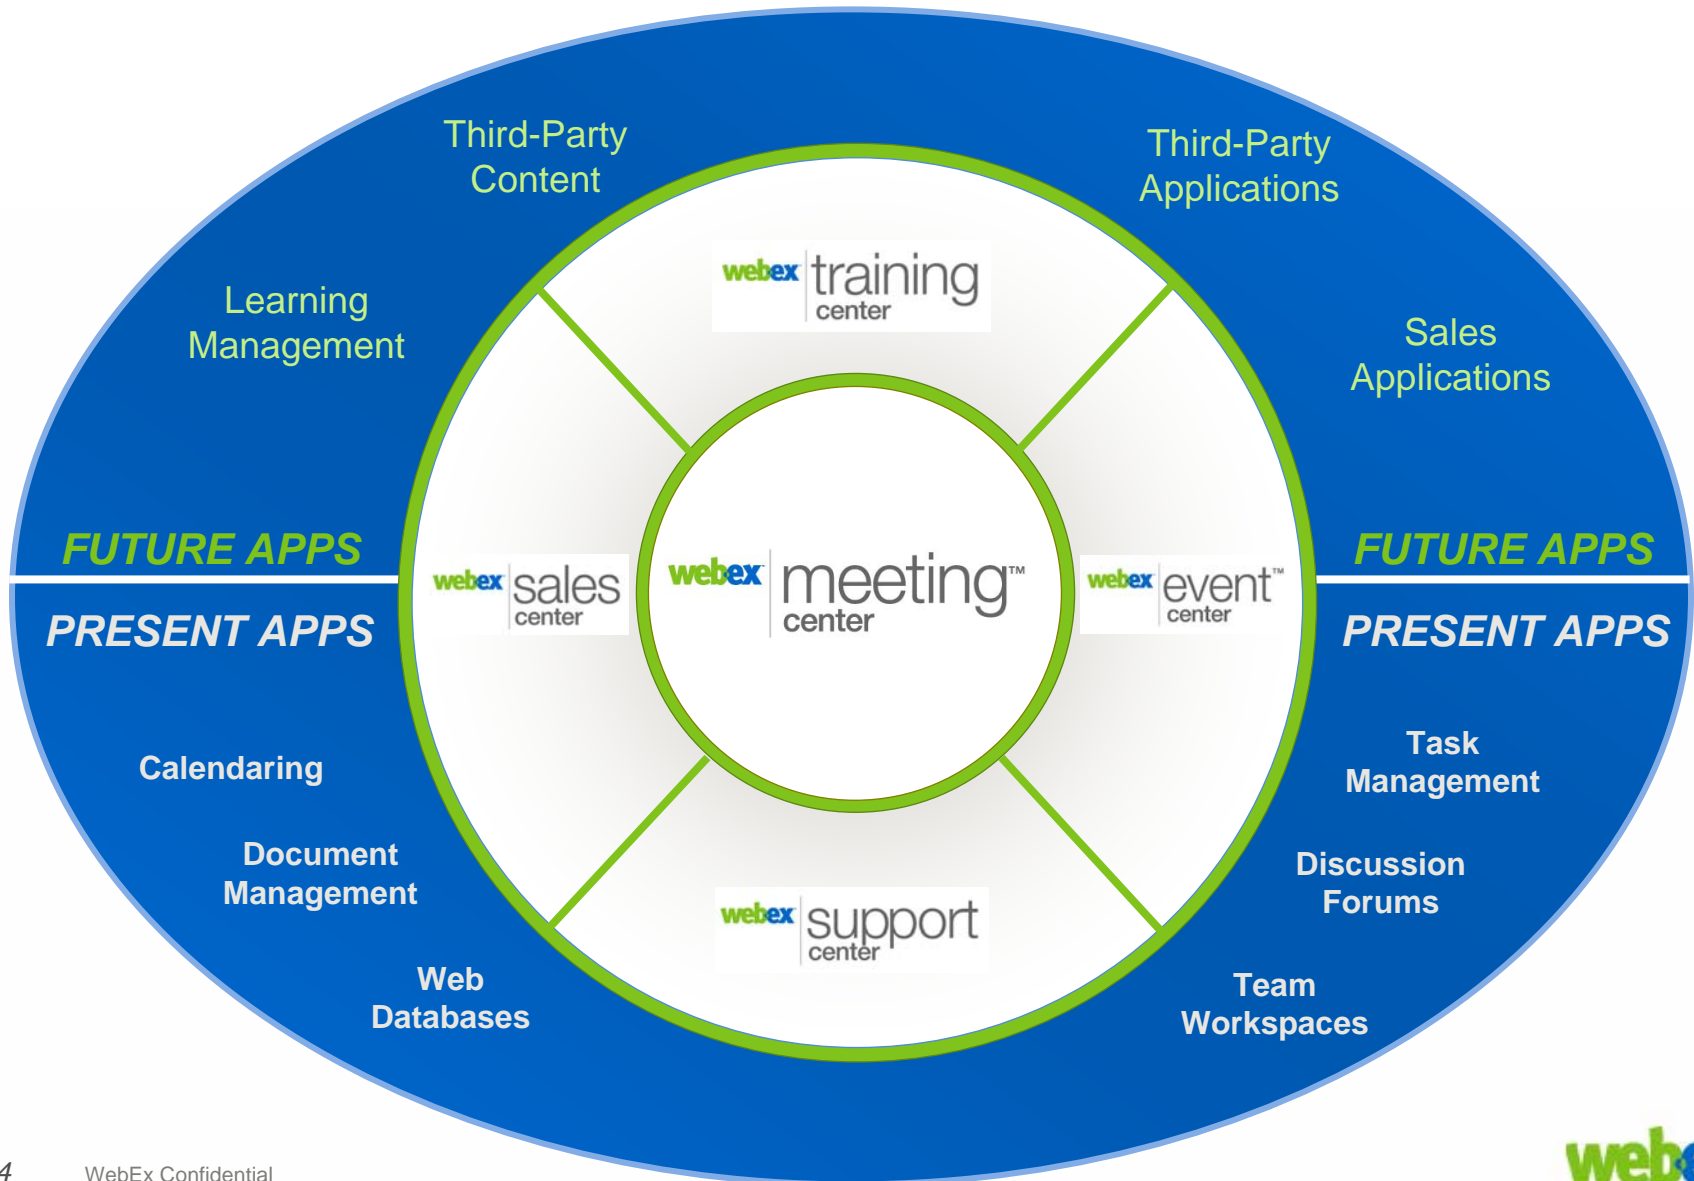 Third-Party
Content
Third-Party
Applications
webex training
center
Learning
Management
Sales
Applications
FUTURE APPS
FUTURE APPS
webex sales
center
webex meeting™
center
webex event™
center
PRESENT APPS
PRESENT APPS
Calendaring
Task
Management
Document
Management
Discussion
Forums
webex support
center
Web
Databases
Team
Workspaces
4 WebEx Confidential